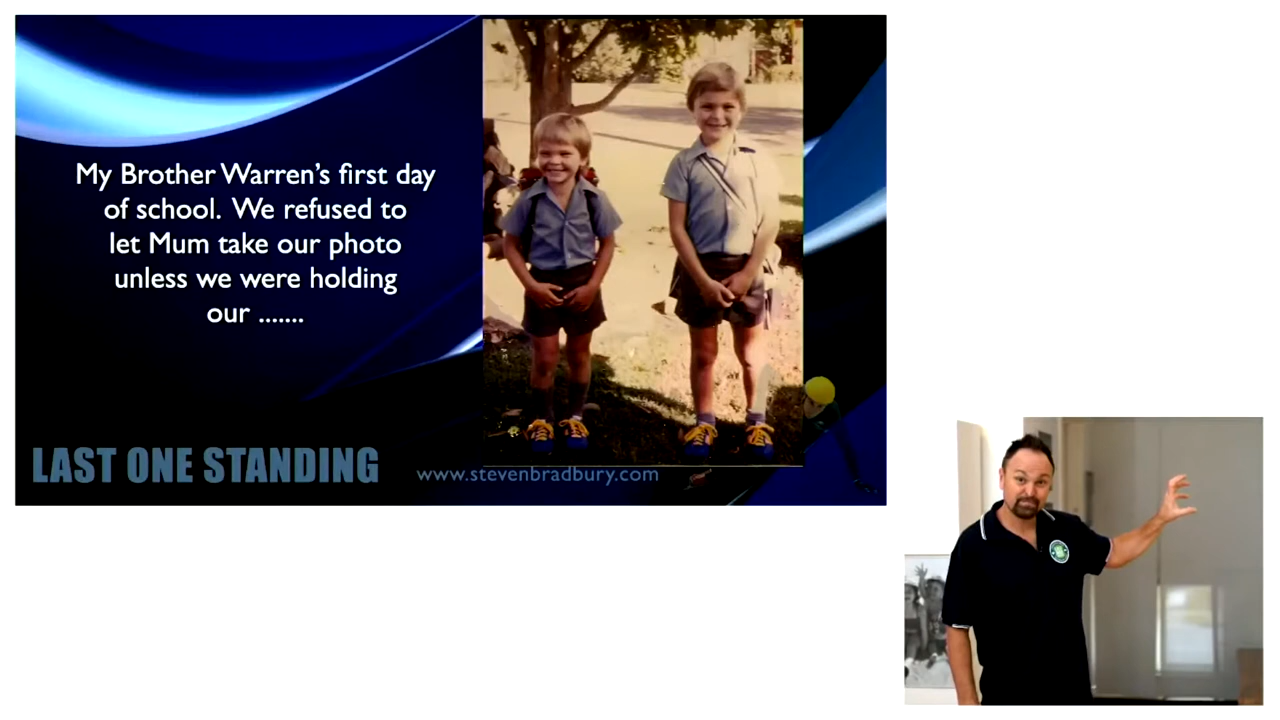 My Brother Warren's first day
of school. We refused to
let Mum take our photo
unless we were holding
our .......
LAST ONE STANDING
www.stevenbradbury.com